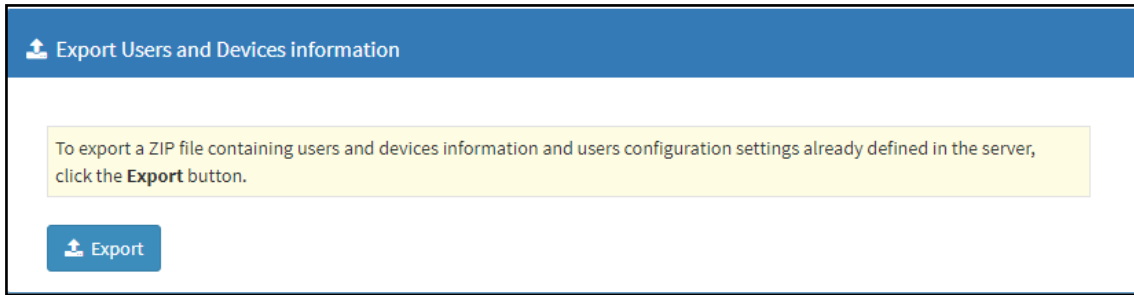 Export Users and Devices information
To export a ZIP file containing users and devices information and users configuration settings already defined in the server,
click the Export button.
Export